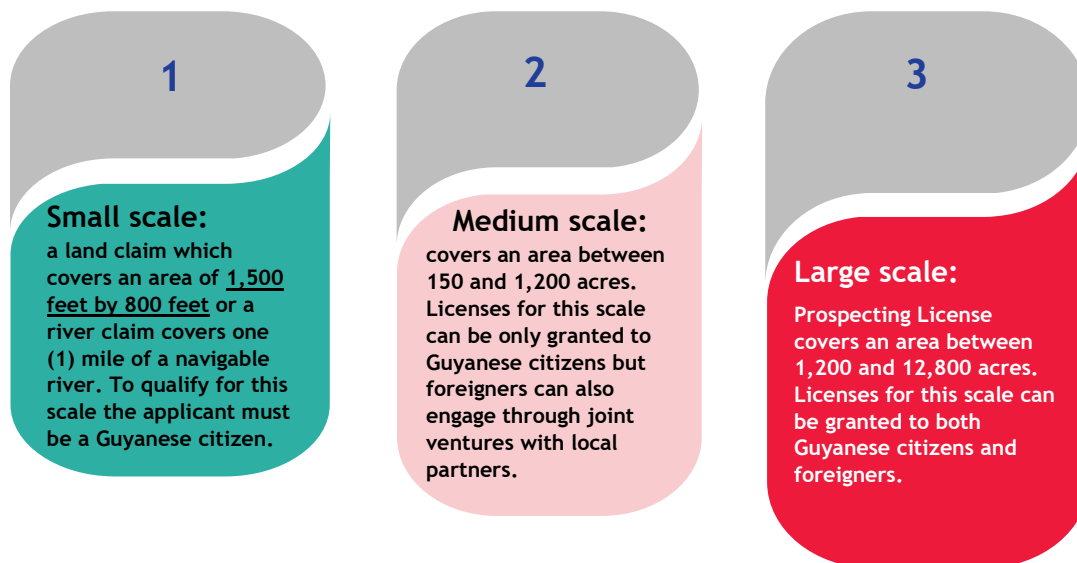 1
Small scale:
a land claim which
covers an area of 1,500
feet by 800 feet or a
river claim covers one
(1) mile of a navigable
river. To qualify for this
scale the applicant must
be a Guyanese citizen.
2
Medium scale:
covers an area between
150 and 1,200 acres.
Licenses for this scale
can be only granted to
Guyanese citizens but
foreigners can also
engage through joint
ventures with local
partners.
3
Large scale:
Prospecting License
covers an area between
1,200 and 12,800 acres.
Licenses for this scale can
be granted to both
Guyanese citizens and
foreigners.